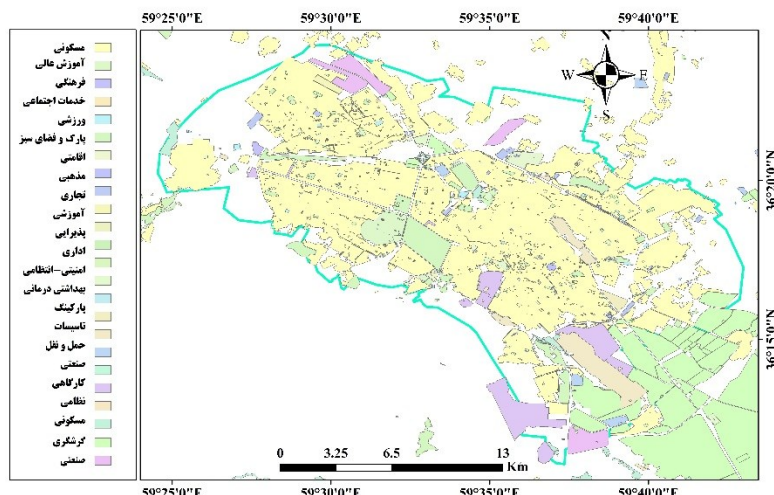 59°25'0"E 59°30'0"E 59°35'0"E 59°40'0"E
مسکونی
آموزش عالی
فرهنگی
خدمات اجتماعی
ورزشی
پارک و فضای سبز
اقامتی
مذهبی
تجاری
آموزشی
پذیرایی
اداری
امنیتی-انتظامی
بهداشتی درمانی
پارکینگ
تاسیسات
حمل و نقل
صنعتی
کارگاهی
نظامی
مسکونی
گرشگری
صنعتی
N
W E
S
36°20'0"N
36°15'0"N
0 3.25 6.5 13
Km
59°25'0"E 59°30'0"E 59°35'0"E 59°40'0"E